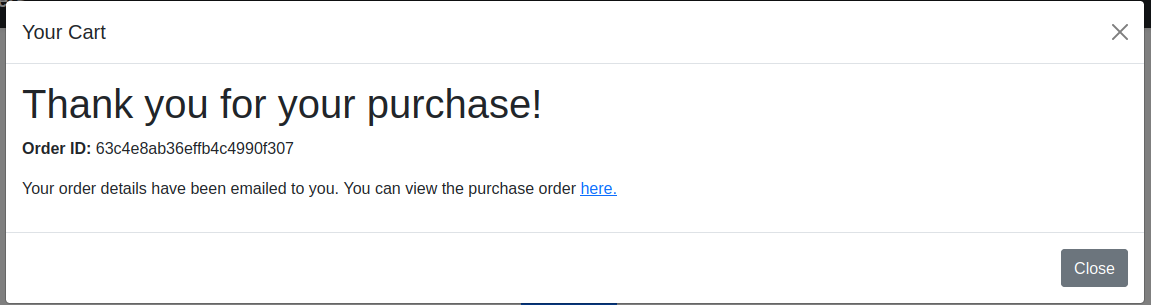 Your Cart
Thank you for your purchase!
Order ID: 63c4e8ab36effb4c4990f307
Your order details have been emailed to you. You can view the purchase order here.
Close